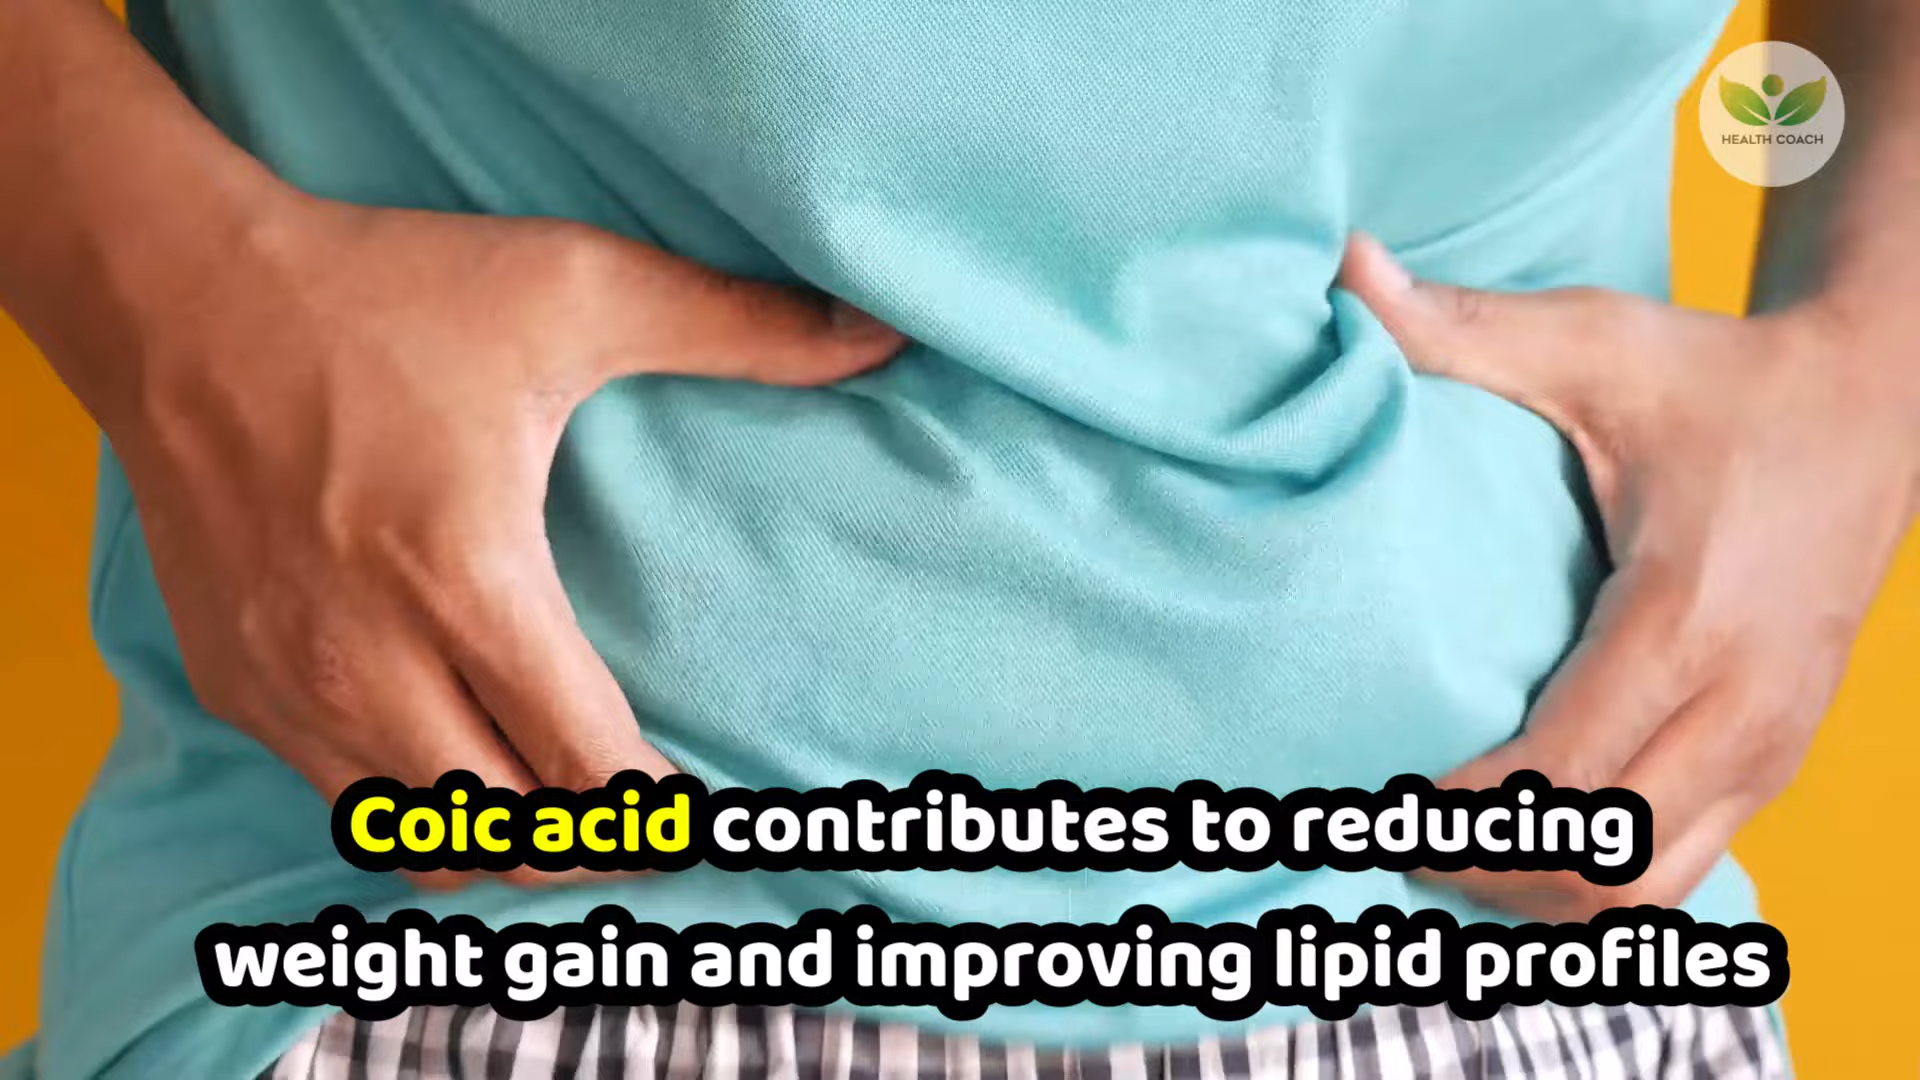 HEALTH COACH
Coic acid contributes to reducing
weight gain and improving lipid profiles